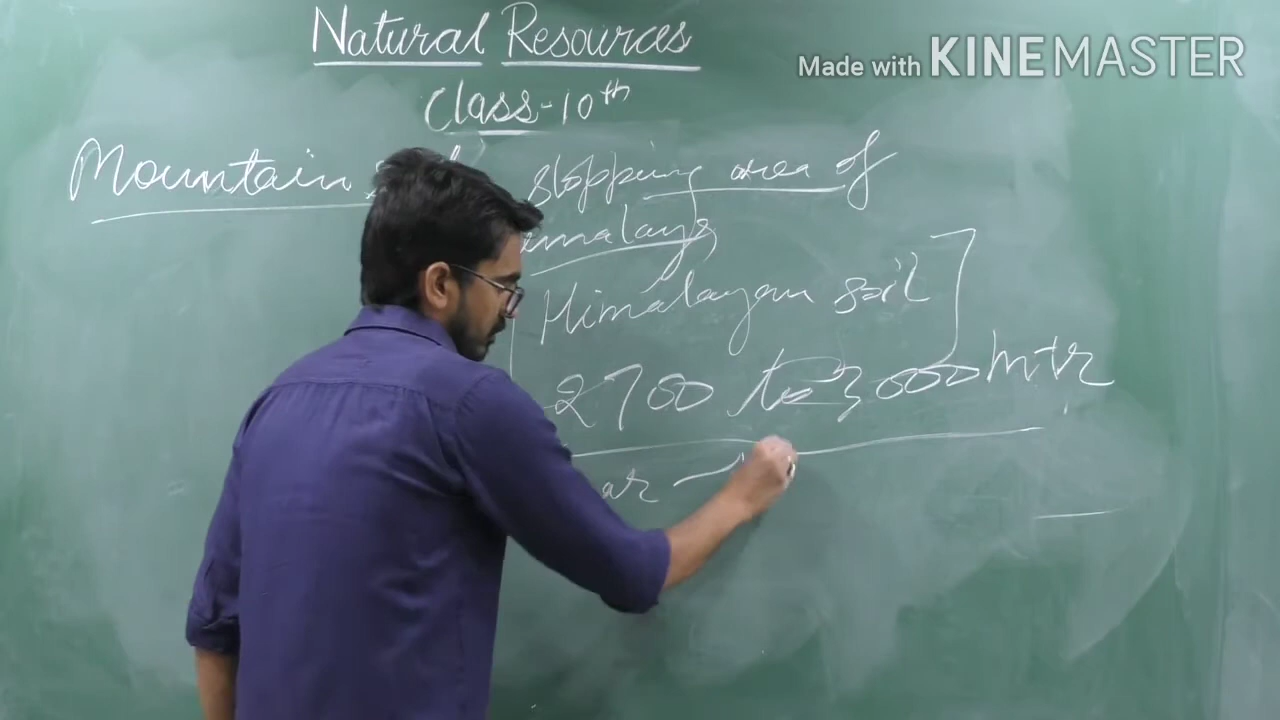 Natural Resources
Made with KINEMASTER
Class-10th
Mountain
slopping area of
Himalayan soil
2700 to 3000 mtr